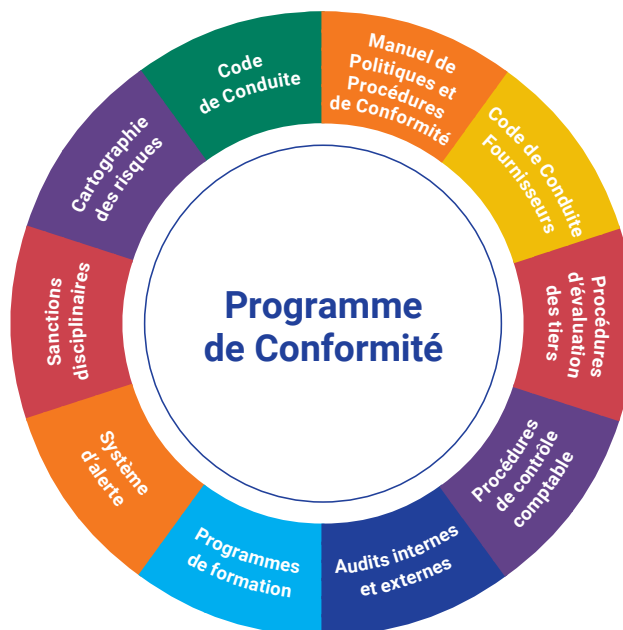 Programme
de Conformité
Manuel de
Politiques et
Procédures
de Conformité
Code de Conduite
Fournisseurs
Procédures
d'évaluation
des tiers
Procédures
de contrôle
comptable
Audits internes
et externes
Programmes
de formation
Système
d'alerte
Sanctions
disciplinaires
Cartographie
des risques
Code
de Conduite